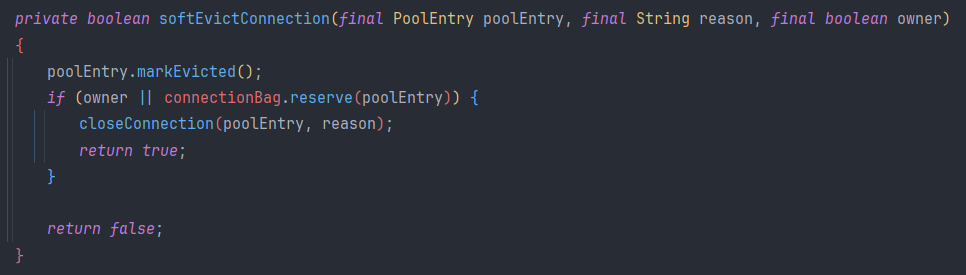 private boolean softEvictConnection(final PoolEntry poolEntry, final String reason, final boolean owner)
{
poolEntry.markEvicted();
if (owner || connectionBag.reserve(poolEntry)) {
closeConnection(poolEntry, reason);
return true;
}
return false;
}